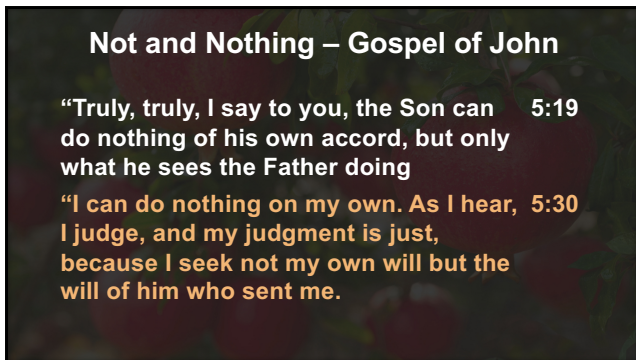 Not and Nothing – Gospel of John
“Truly, truly, I say to you, the Son can 5:19
do nothing of his own accord, but only
what he sees the Father doing
“I can do nothing on my own. As I hear, 5:30
I judge, and my judgment is just,
because I seek not my own will but the
will of him who sent me.